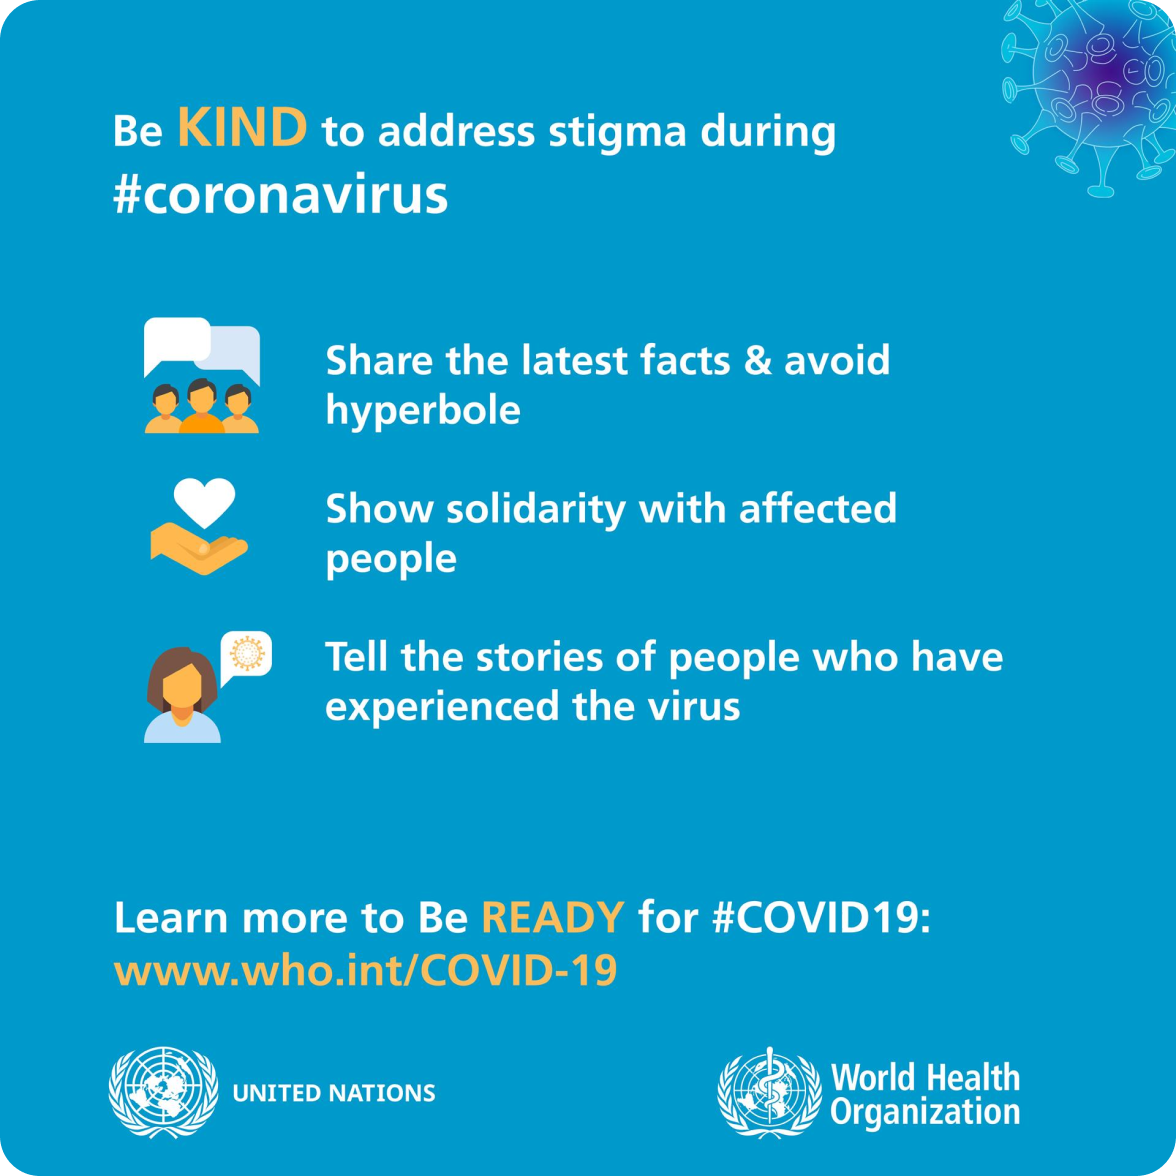 Be KIND to address stigma during
#coronavirus
Share the latest facts & avoid
hyperbole
Show solidarity with affected
people
Tell the stories of people who have
experienced the virus
Learn more to Be READY for #COVID19:
www.who.int/COVID-19
UNITED NATIONS
World Health
Organization